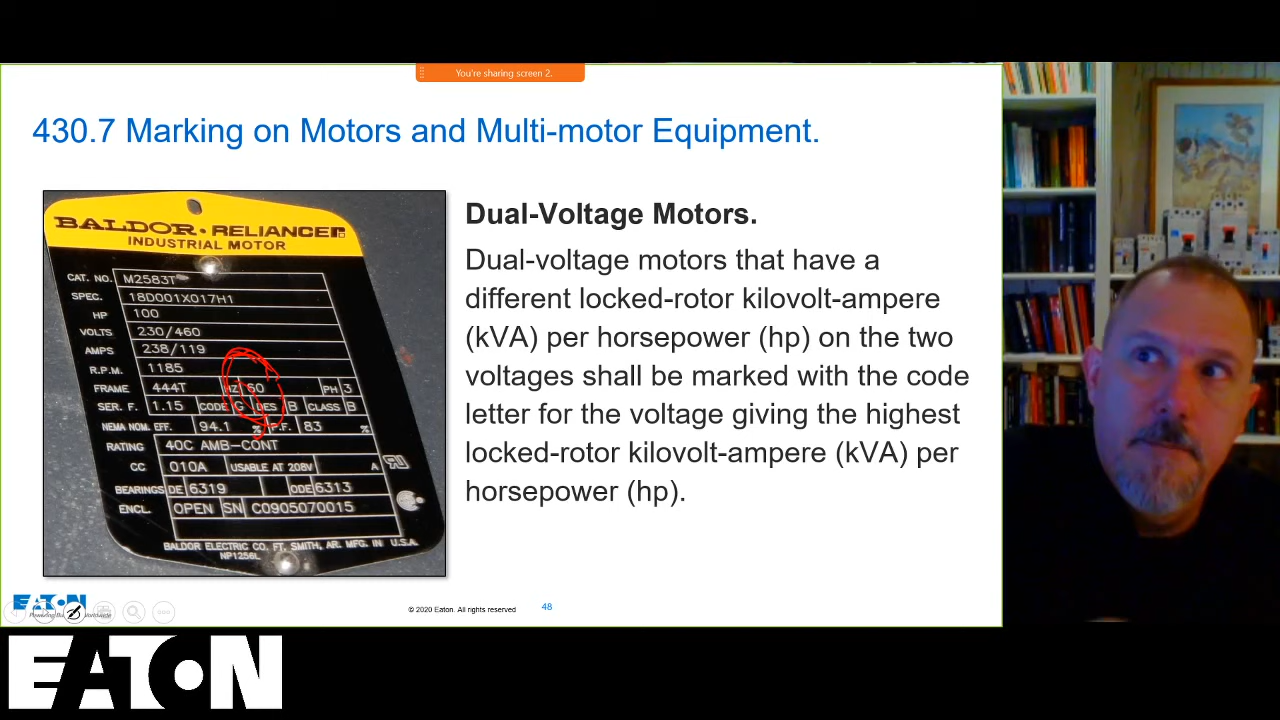 You're sharing screen 2.
430.7 Marking on Motors and Multi-motor Equipment.
BALDOR • RELIANCE
INDUSTRIAL MOTOR
CAT. NO. M2583T
SPEC. 18D001X017H1
HP 100
VOLTS 230/460
AMPS 238/119
R.P.M. 1185
FRAME 444T HZ 60 PH 3
SER. F. 1.15 CODE G DES B CLASS B
NEMA NOM. EFF. 94.1 % P.F. 83 %
RATING 40C AMB-CONT
CC 010A USABLE AT 208V A
BEARINGS DE 6319 ODE 6313
ENCL. OPEN SN C0905070015
BALDOR ELECTRIC CO. FT. SMITH, AR. MFG. IN U.S.A.
NP1256L
Dual-Voltage Motors.
Dual-voltage motors that have a
different locked-rotor kilovolt-ampere
(kVA) per horsepower (hp) on the two
voltages shall be marked with the code
letter for the voltage giving the highest
locked-rotor kilovolt-ampere (kVA) per
horsepower (hp).
EATON
© 2020 Eaton. All rights reserved
48
EATON